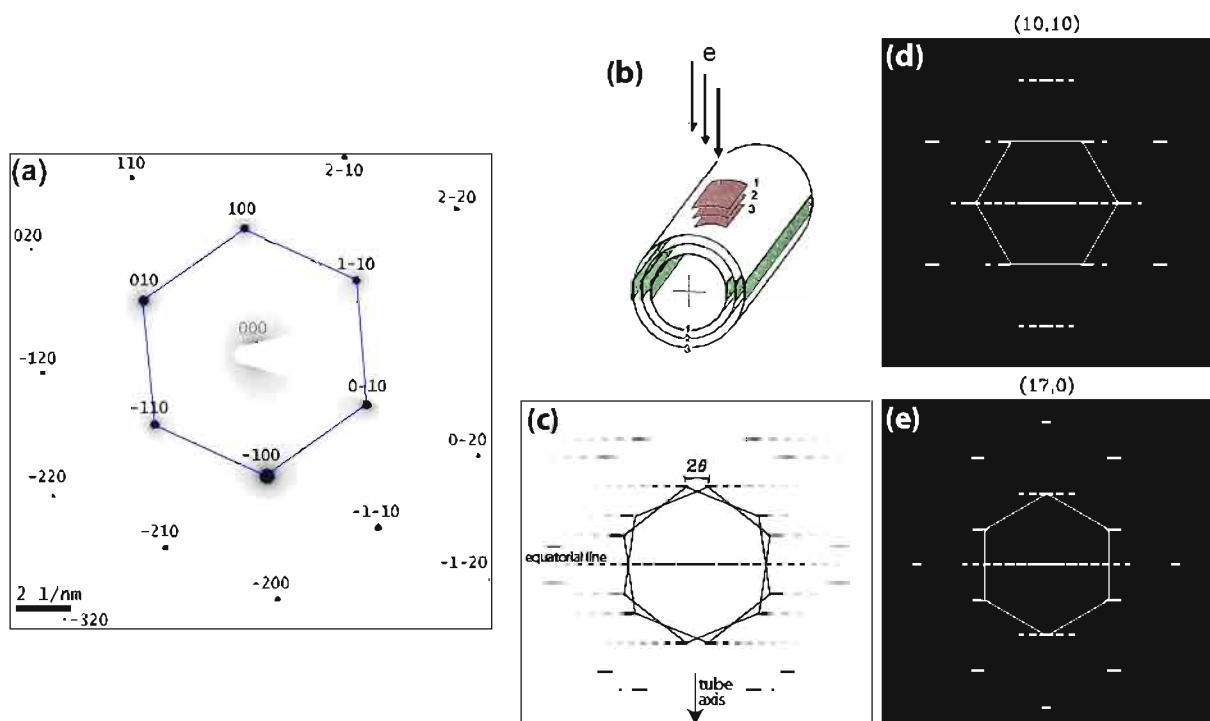 (a)
110
2-10
2-20
100
020
1-10
010
000
-120
0-10
-110
0-20
-100
-220
-1-10
-210
-1-20
-200
2 1/nm
-320
(b)
e
1
2
3
1
2
3
(c)
2θ
equatorial line
tube
axis
(10,10)
(d)
(17,0)
(e)